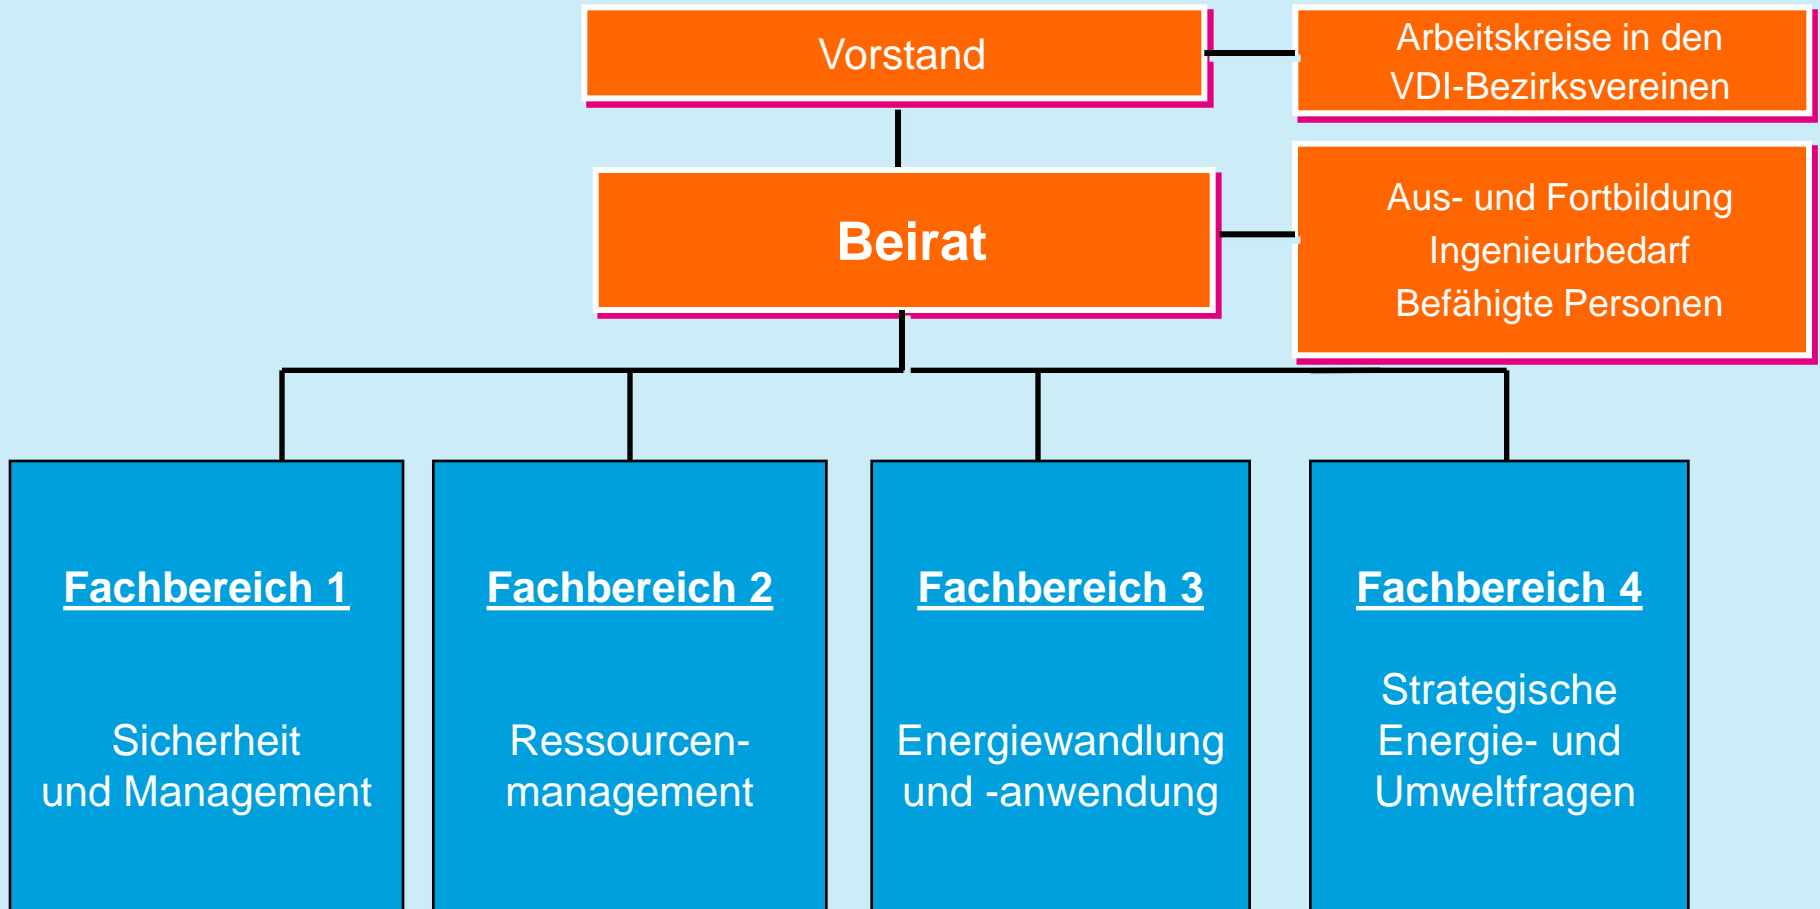 Vorstand
Arbeitskreise in den
VDI-Bezirksvereinen
Beirat
Aus- und Fortbildung
Ingenieurbedarf
Befähigte Personen
Fachbereich 1
Sicherheit
und Management
Fachbereich 2
Ressourcen-
management
Fachbereich 3
Energiewandlung
und -anwendung
Fachbereich 4
Strategische
Energie- und
Umweltfragen